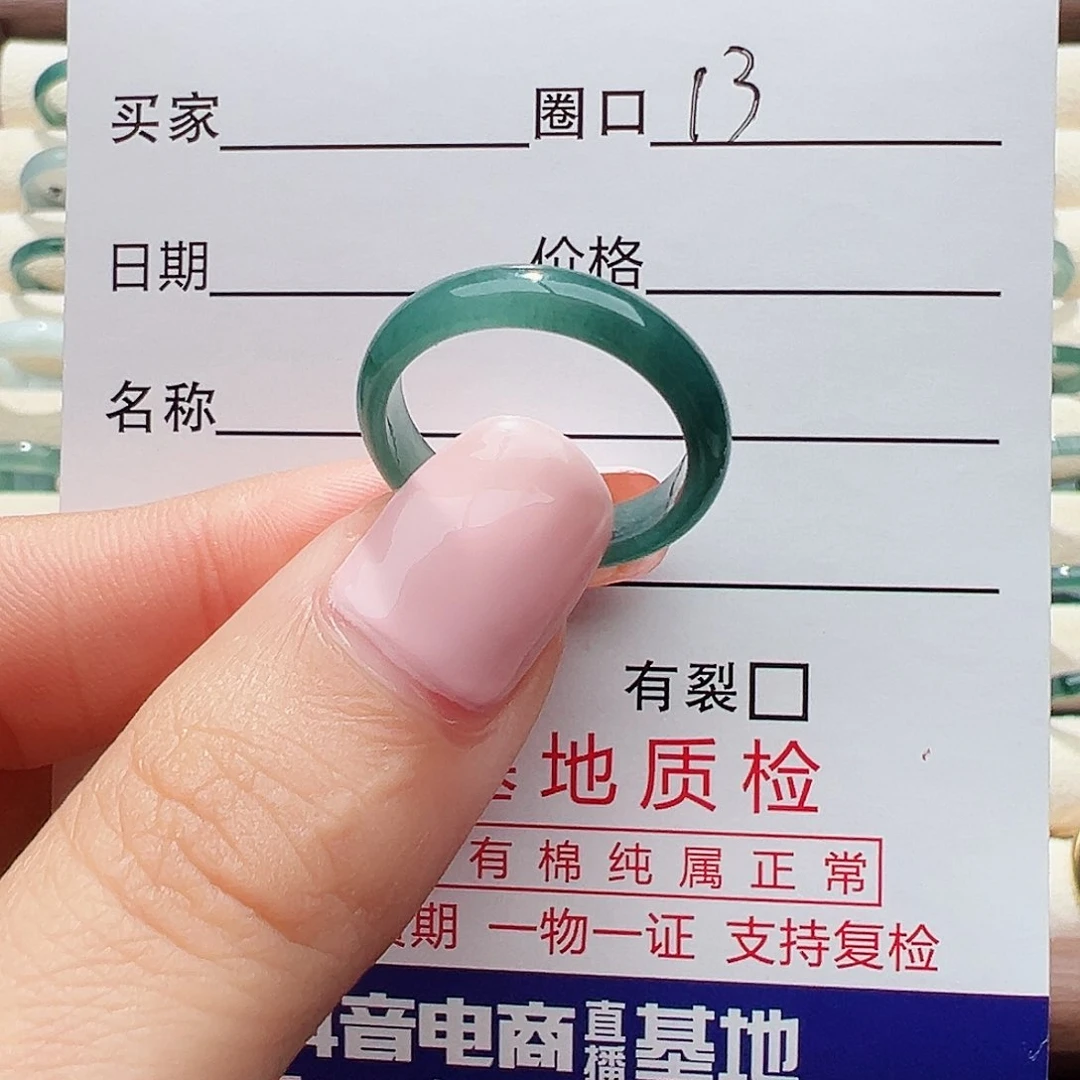 买家 圈口 13
日期 价格
名称
有裂
地质检
有棉纯属正常
期 一物一证 支持复检
音电商直播基地